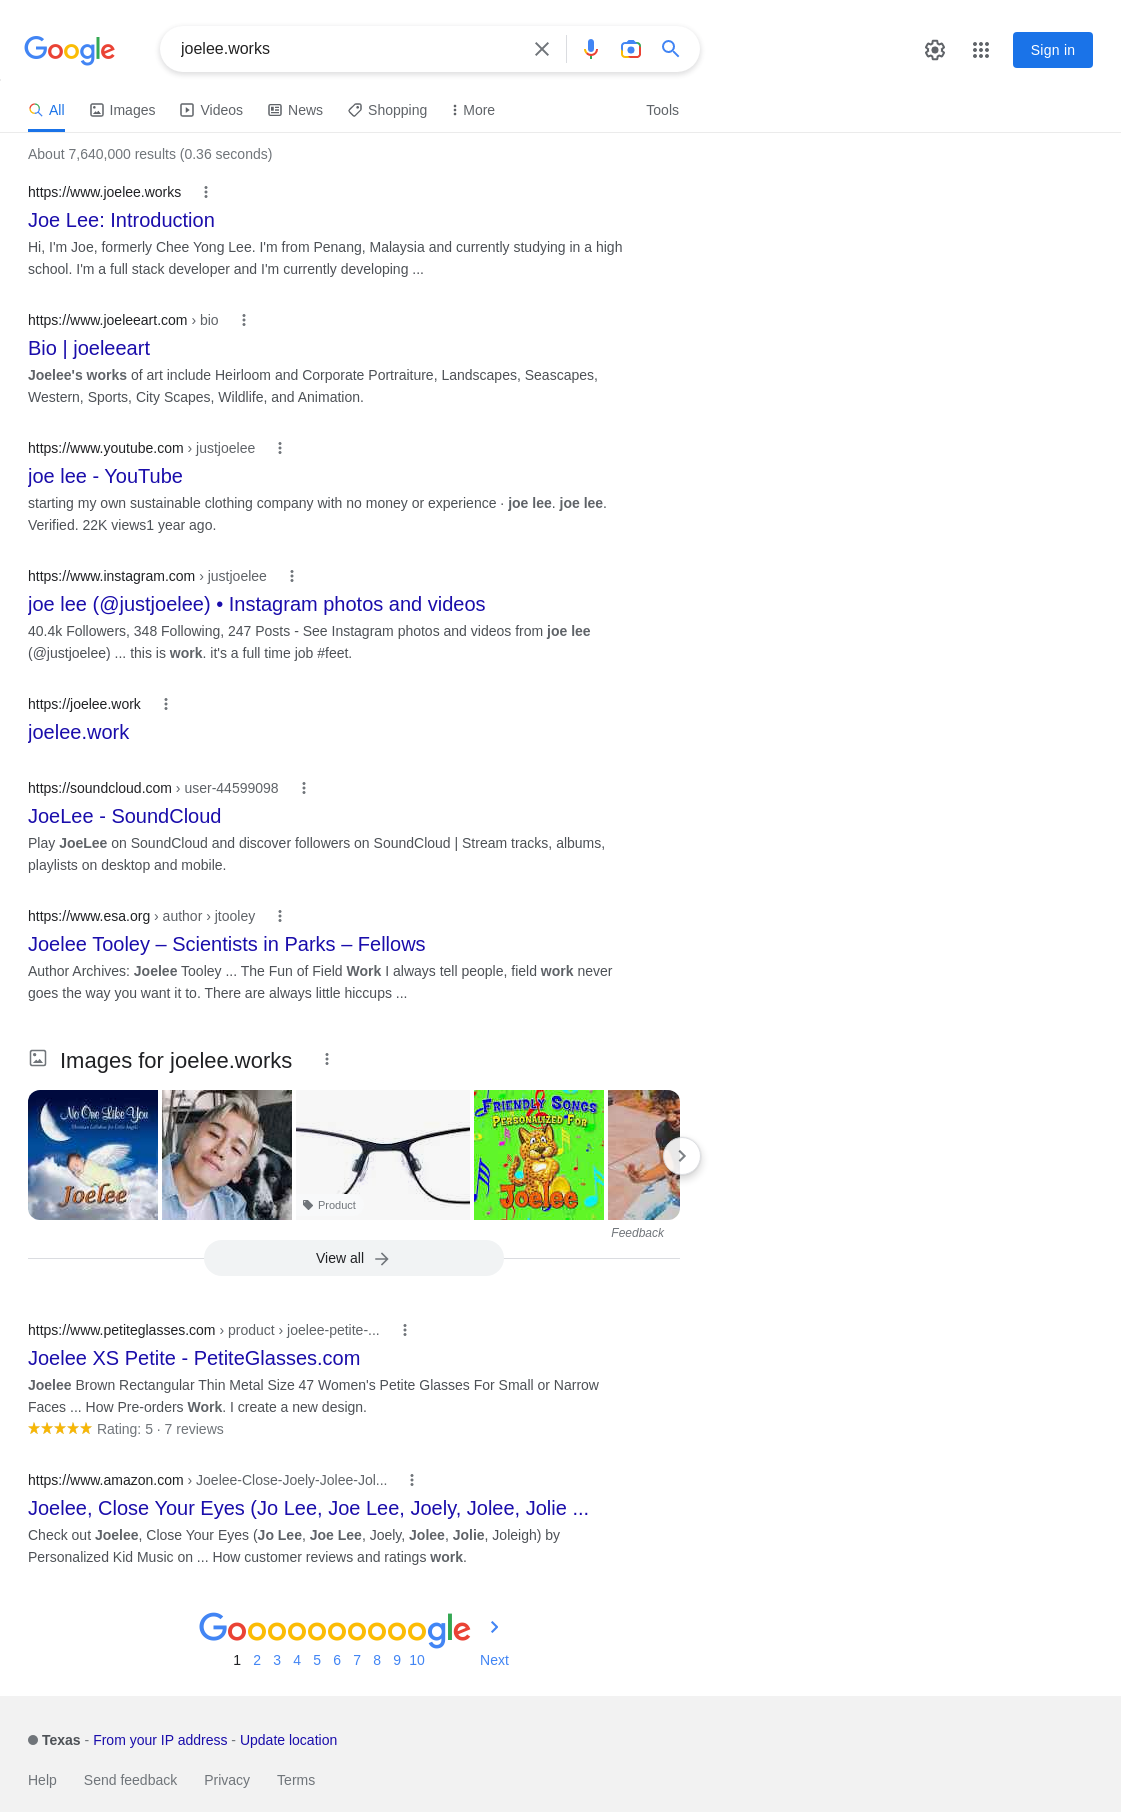 Google
joelee.works
Sign in
All
Images
Videos
News
Shopping
More
Tools
About 7,640,000 results (0.36 seconds)
https://www.joelee.works
Joe Lee: Introduction
Hi, I'm Joe, formerly Chee Yong Lee. I'm from Penang, Malaysia and currently studying in a high
school. I'm a full stack developer and I'm currently developing ...
https://www.joeleeart.com › bio
Bio | joeleeart
Joelee's works of art include Heirloom and Corporate Portraiture, Landscapes, Seascapes,
Western, Sports, City Scapes, Wildlife, and Animation.
https://www.youtube.com › justjoelee
joe lee - YouTube
starting my own sustainable clothing company with no money or experience · joe lee. joe lee.
Verified. 22K views1 year ago.
https://www.instagram.com › justjoelee
joe lee (@justjoelee) • Instagram photos and videos
40.4k Followers, 348 Following, 247 Posts - See Instagram photos and videos from joe lee
(@justjoelee) ... this is work. it's a full time job #feet.
https://joelee.work
joelee.work
https://soundcloud.com › user-44599098
JoeLee - SoundCloud
Play JoeLee on SoundCloud and discover followers on SoundCloud | Stream tracks, albums,
playlists on desktop and mobile.
https://www.esa.org › author › jtooley
Joelee Tooley – Scientists in Parks – Fellows
Author Archives: Joelee Tooley ... The Fun of Field Work I always tell people, field work never
goes the way you want it to. There are always little hiccups ...
Images for joelee.works
No One Like You
Christian Lullabies for Little Angels
Joelee
Product
FRIENDLY SONGS
PERSONALIZED FOR
Joelee
Feedback
View all
https://www.petiteglasses.com › product › joelee-petite-...
Joelee XS Petite - PetiteGlasses.com
Joelee Brown Rectangular Thin Metal Size 47 Women's Petite Glasses For Small or Narrow
Faces ... How Pre-orders Work. I create a new design.
Rating: 5 · 7 reviews
https://www.amazon.com › Joelee-Close-Joely-Jolee-Jol...
Joelee, Close Your Eyes (Jo Lee, Joe Lee, Joely, Jolee, Jolie ...
Check out Joelee, Close Your Eyes (Jo Lee, Joe Lee, Joely, Jolee, Jolie, Joleigh) by
Personalized Kid Music on ... How customer reviews and ratings work.
Goooooooooogle
1 2 3 4 5 6 7 8 9 10 Next
Texas - From your IP address - Update location
Help Send feedback Privacy Terms